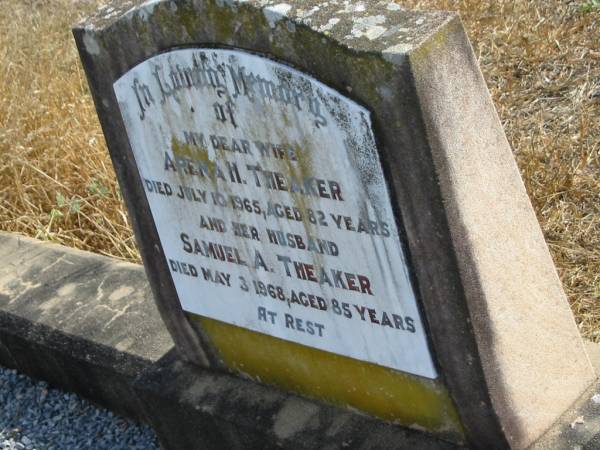 In Loving Memory
of
MY DEAR WIFE
H. THEAKER
DIED JULY 10, 1965, AGED 82 YEARS
AND HER HUSBAND
SAMUEL A. THEAKER
DIED MAY 3, 1968, AGED 85 YEARS
AT REST